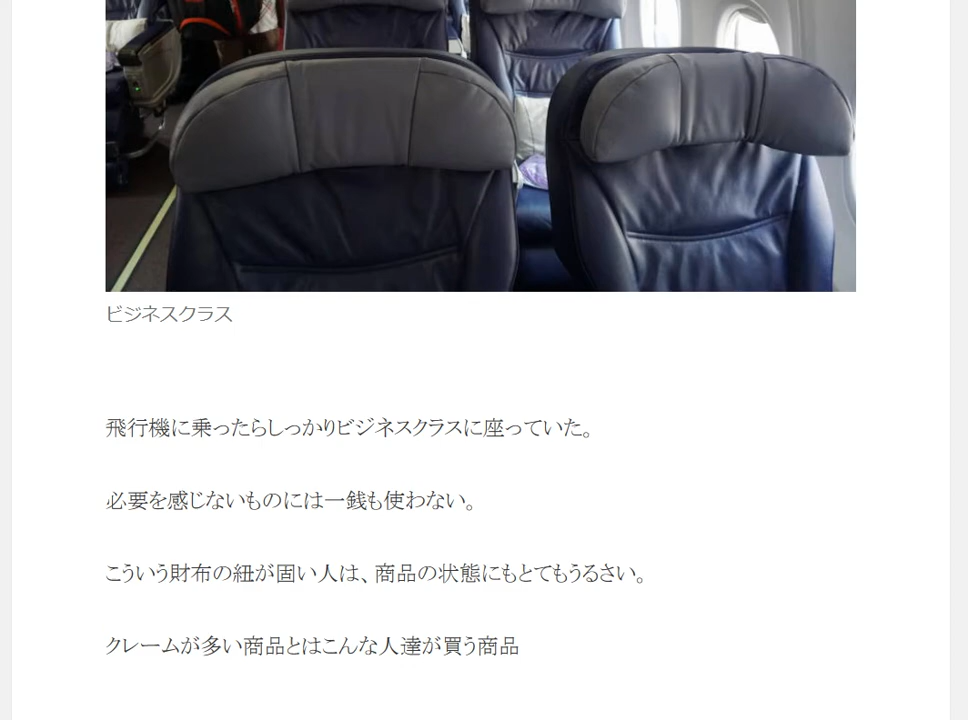 ビジネスクラス
飛行機に乗ったらしっかりビジネスクラスに座っていた。
必要を感じないものには一銭も使わない。
こういう財布の紐が固い人は、商品の状態にもとてもうるさい。
クレームが多い商品とはこんな人達が買う商品